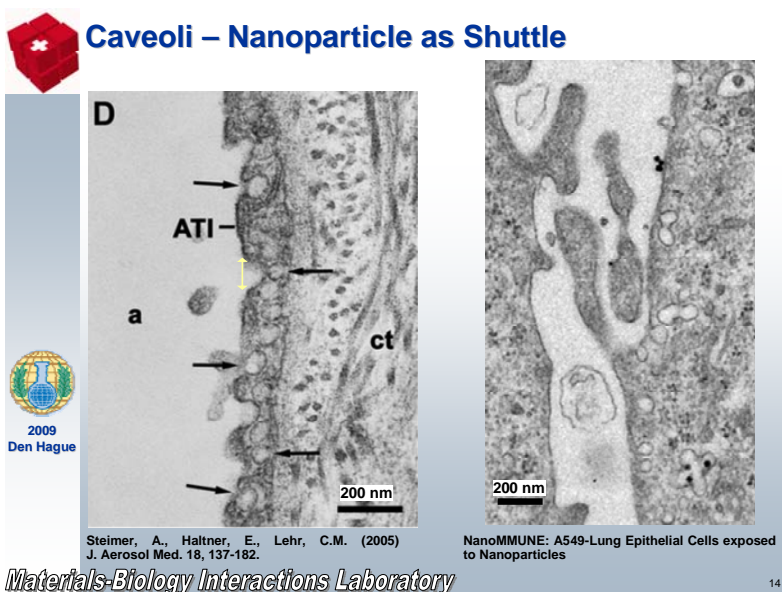 Caveoli – Nanoparticle as Shuttle
D
ATI
a
ct
200 nm
200 nm
2009
Den Hague
Steimer, A., Haltner, E., Lehr, C.M. (2005)
J. Aerosol Med. 18, 137-182.
NanoMMUNE: A549-Lung Epithelial Cells exposed
to Nanoparticles
Materials-Biology Interactions Laboratory
14